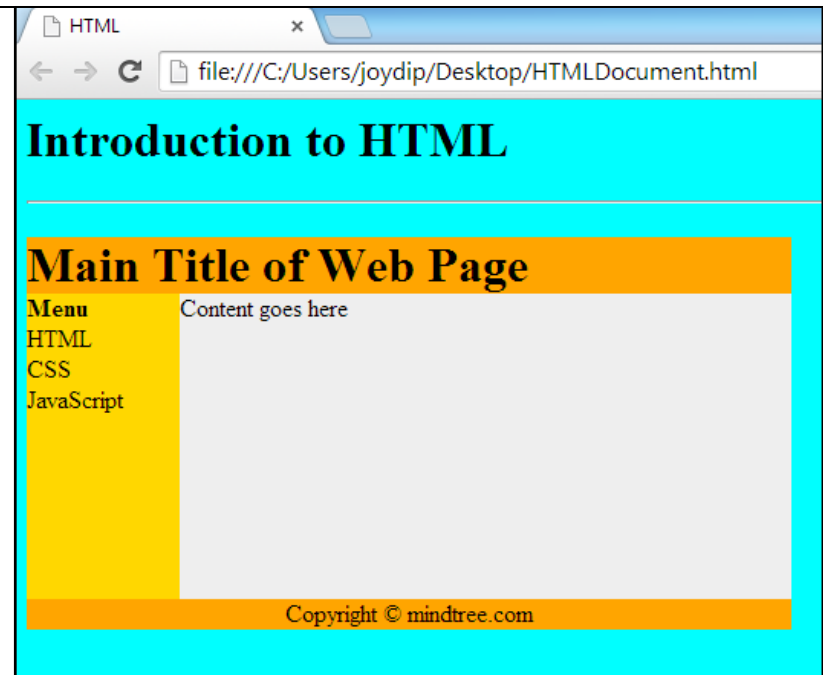 HTML
file:///C:/Users/joydip/Desktop/HTMLDocument.html
Introduction to HTML
Main Title of Web Page
Menu
HTML
CSS
JavaScript
Content goes here
Copyright © mindtree.com